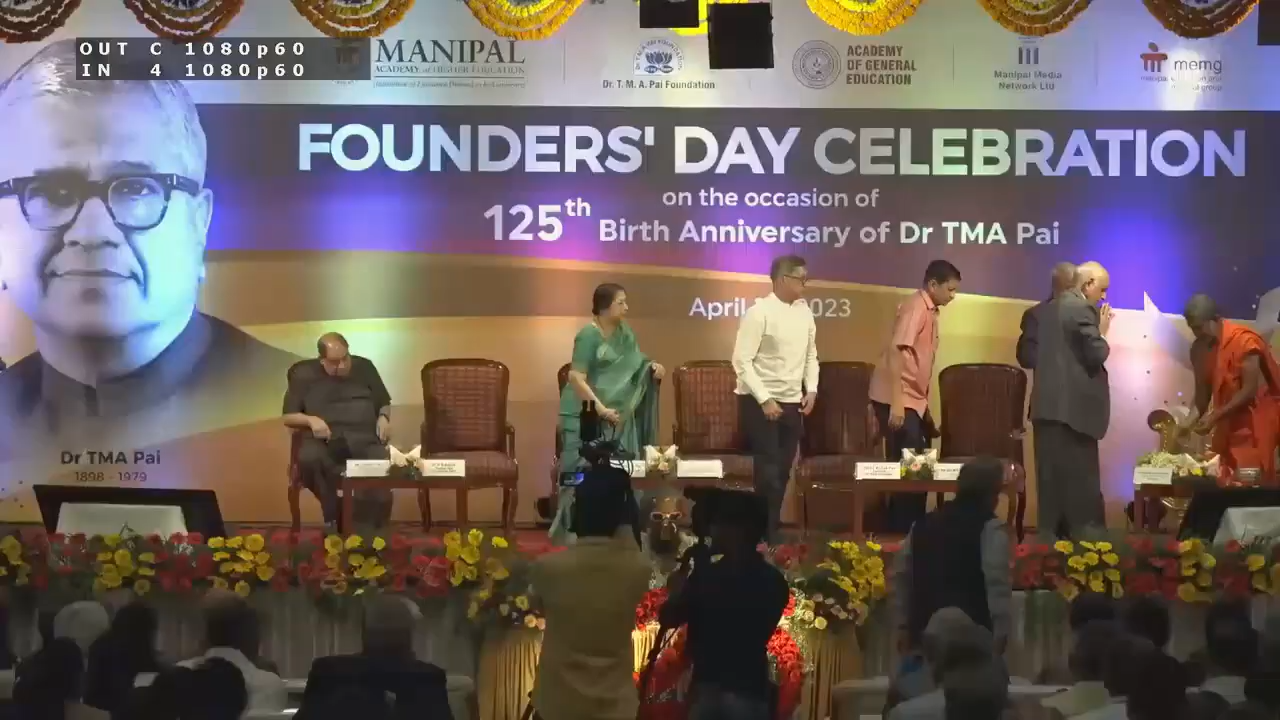 OUT C 1080p60
IN 4 1080p60
MANIPAL
ACADEMY of HIGHER EDUCATION
Dr. T. M. A. Pai Foundation
ACADEMY
OF GENERAL
EDUCATION
Manipal Media
Network Ltd
memg
FOUNDERS' DAY CELEBRATION
on the occasion of
125th Birth Anniversary of Dr TMA Pai
April 2023
Dr TMA Pai
1898 - 1979